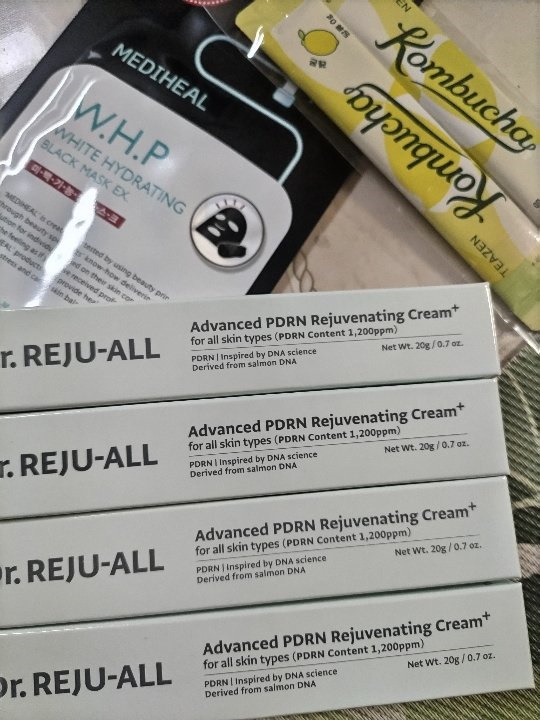 MEDIHEAL
W.H.P
WHITE HYDRATING
BLACK MASK EX
Kombucha
Kombucha
TEAZEN
Dr. REJU-ALL
Advanced PDRN Rejuvenating Cream+
for all skin types (PDRN Content 1,200ppm)
PDRN | Inspired by DNA science
Derived from salmon DNA
Net Wt. 20g / 0.7 oz.
r. REJU-ALL
Advanced PDRN Rejuvenating Cream+
for all skin types (PDRN Content 1,200ppm)
PDRN | Inspired by DNA science
Derived from salmon DNA
Net Wt. 20g / 0.7 oz.
Dr. REJU-ALL
Advanced PDRN Rejuvenating Cream+
for all skin types (PDRN Content 1,200ppm)
PDRN | Inspired by DNA science
Derived from salmon DNA
Net Wt. 20g / 0.7 oz.
Dr. REJU-ALL
Advanced PDRN Rejuvenating Cream+
for all skin types (PDRN Content 1,200ppm)
PDRN | Inspired by DNA science
Derived from salmon DNA
Net Wt. 20g / 0.7 oz.